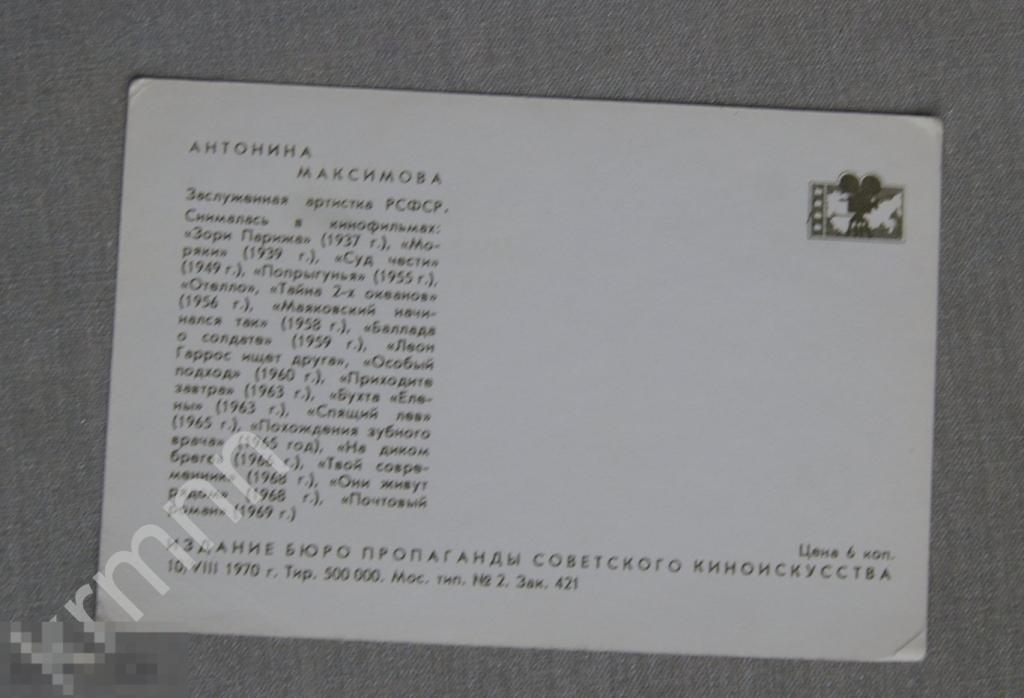 АНТОНИНА
МАКСИМОВА
Заслуженная артистка РСФСР.
Снималась в кинофильмах:
«Зори Парижа» (1937 г.), «Мо-
ряки» (1939 г.), «Суд чести»
(1949 г.), «Попрыгунья» (1955 г.),
«Отелло», «Тайна 2-х океанов»
(1956 г.), «Маяковский начи-
нался так» (1958 г.), «Баллада
о солдате» (1959 г.), «Леон
Гаррос ищет друга», «Особый
подход» (1960 г.), «Приходите
завтра» (1963 г.), «Бухта «Еле-
ны» (1963 г.), «Спящий лев»
(1965 г.), «Похождения зубного
врача» (1965 год), «На диком
бреге» (1966 г.), «Твой совре-
менник» (1968 г.), «Они живут
рядом» (1968 г.), «Почтовый
роман» (1969 г.)
Цена 6 коп.
ИЗДАНИЕ БЮРО ПРОПАГАНДЫ СОВЕТСКОГО КИНОИСКУССТВА
10/VIII 1970 г. Тир. 500 000. Мос. тип. № 2. Зак. 421